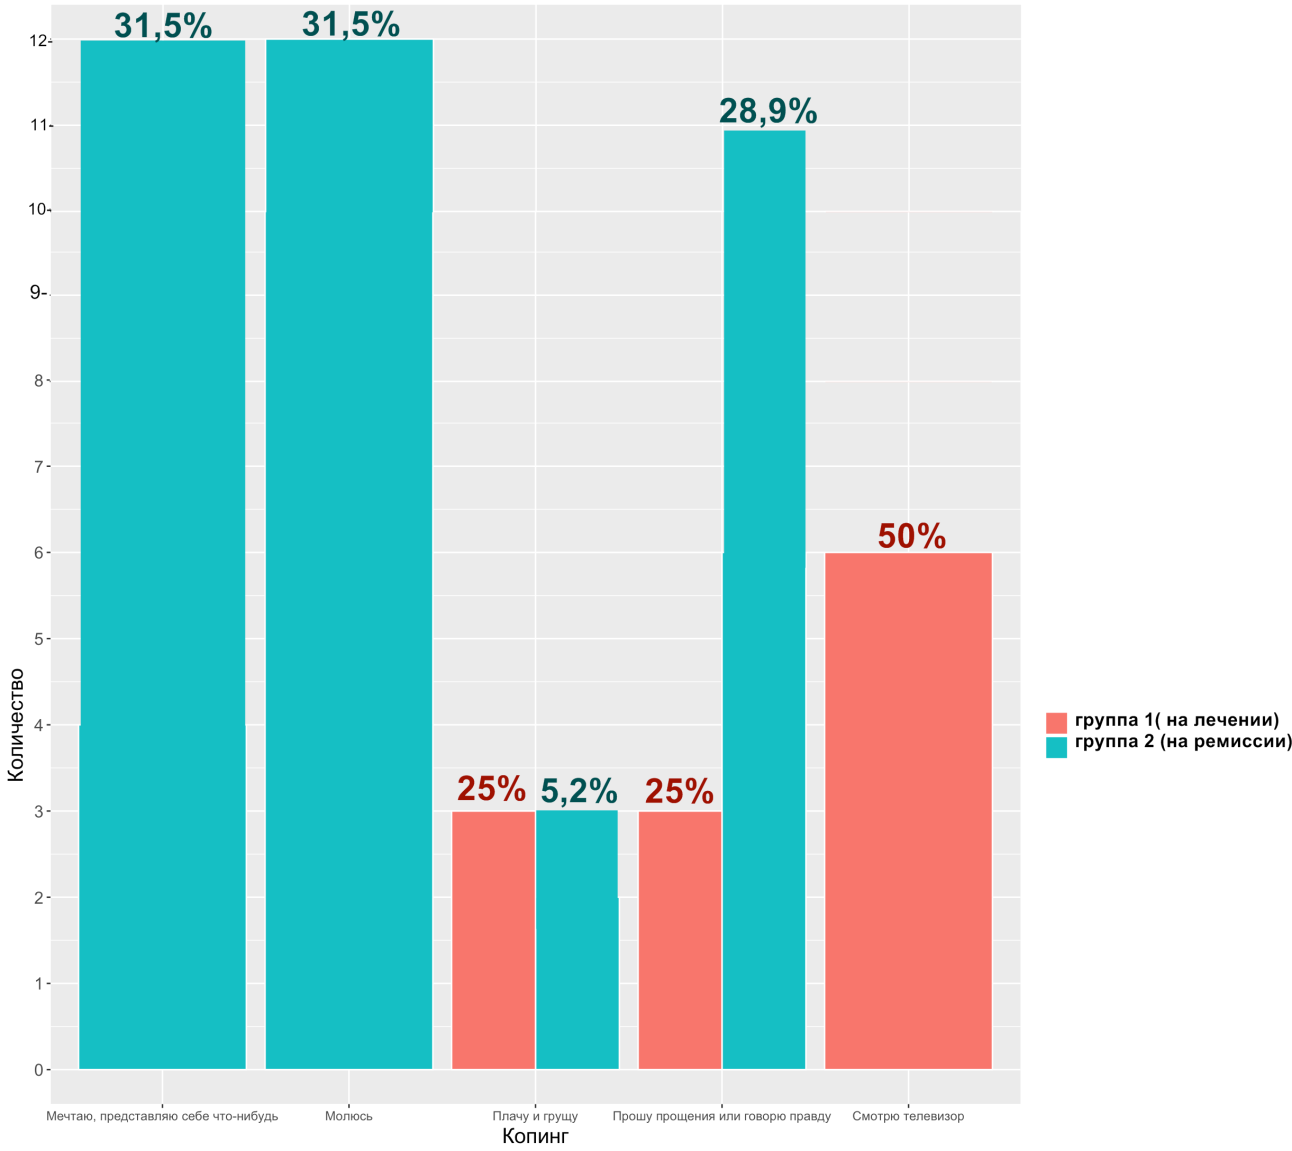 31,5%
31,5%
28,9%
50%
25%
5,2%
25%
12
11
10
9
8
7
6
5
4
3
2
1
0
Количество
Мечтаю, представляю себе что-нибудь
Молюсь
Плачу и грущу
Прошу прощения или говорю правду
Смотрю телевизор
Копинг
группа 1( на лечении)
группа 2 (на ремиссии)